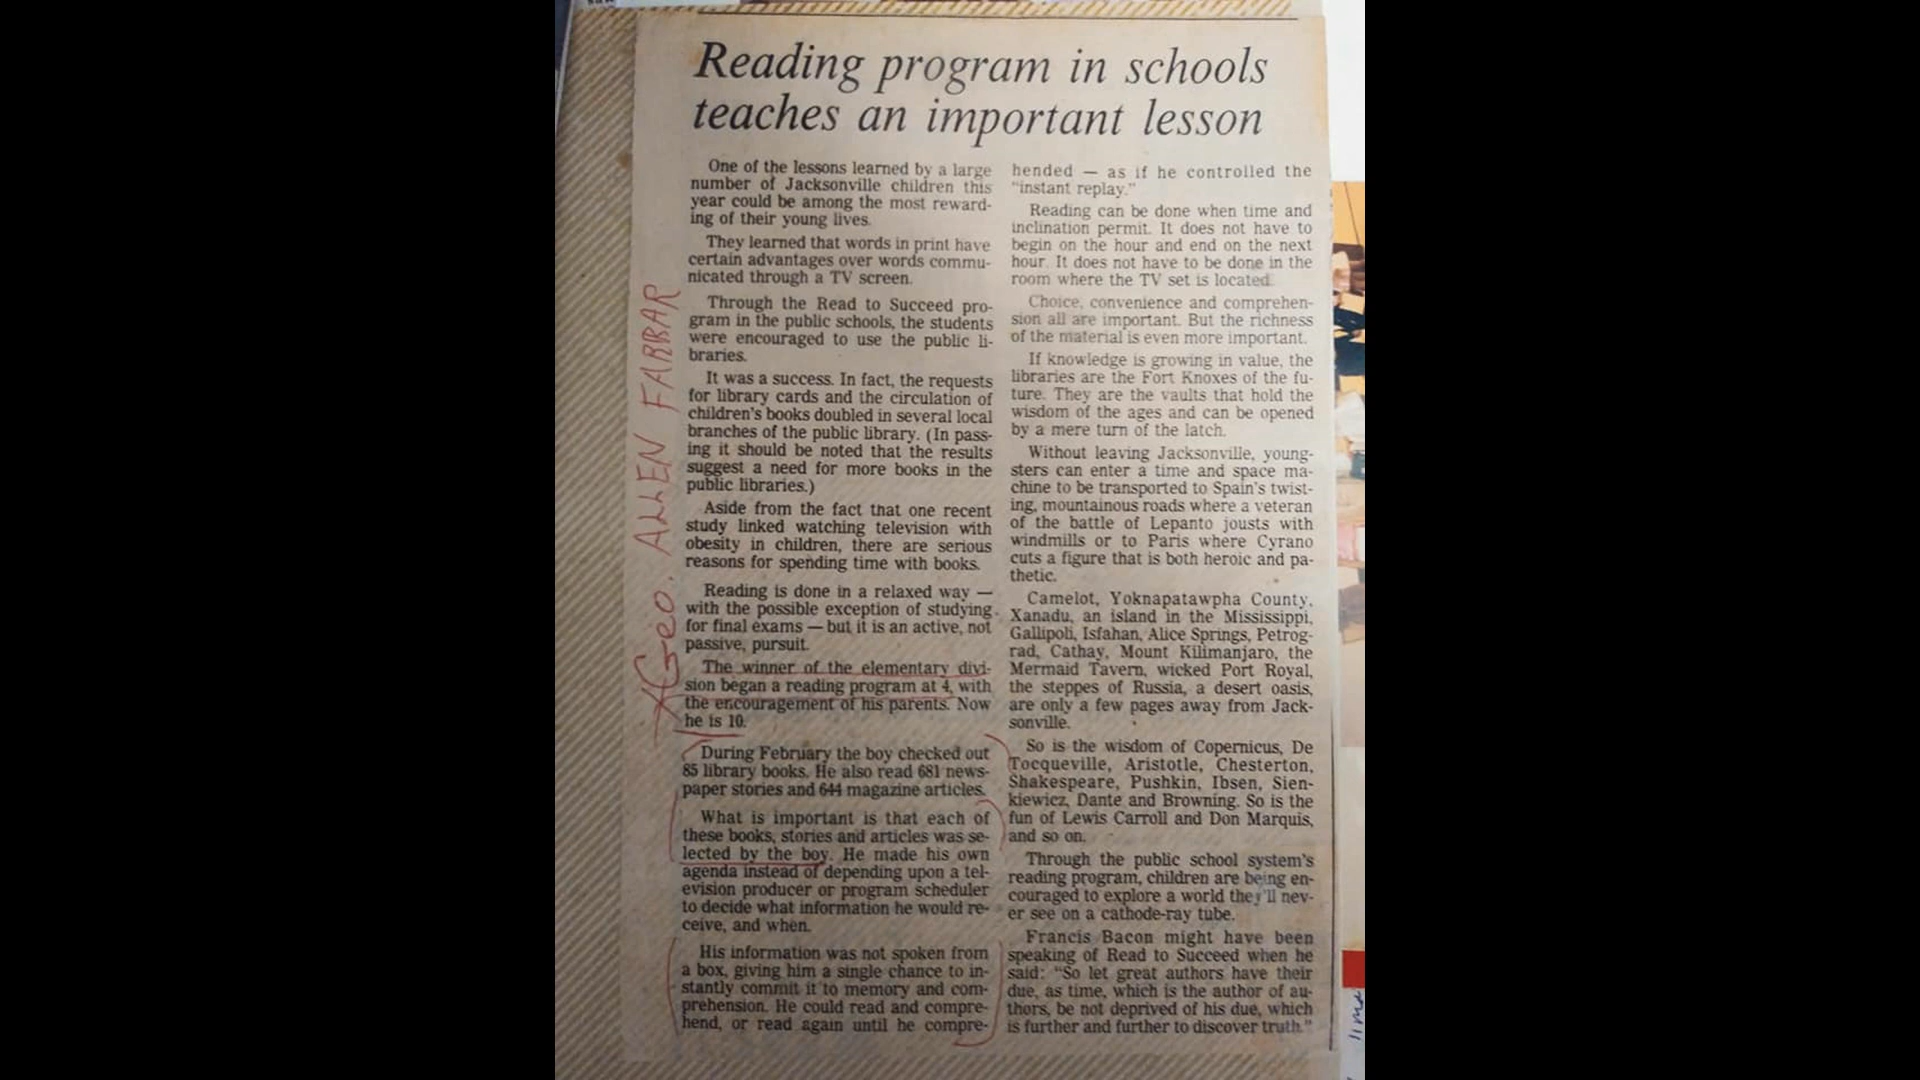 Reading program in schools
teaches an important lesson
One of the lessons learned by a large
number of Jacksonville children this
year could be among the most reward-
ing of their young lives.
They learned that words in print have
certain advantages over words commu-
nicated through a TV screen.
Through the Read to Succeed pro-
gram in the public schools, the students
were encouraged to use the public li-
braries.
It was a success. In fact, the requests
for library cards and the circulation of
children's books doubled in several local
branches of the public library. (In pass-
ing it should be noted that the results
suggest a need for more books in the
public libraries.)
Aside from the fact that one recent
study linked watching television with
obesity in children, there are serious
reasons for spending time with books.
Reading is done in a relaxed way —
with the possible exception of studying
for final exams — but it is an active, not
passive, pursuit.
The winner of the elementary divi-
sion began a reading program at 4, with
the encouragement of his parents. Now
he is 10.
During February the boy checked out
85 library books. He also read 681 news-
paper stories and 644 magazine articles.
What is important is that each of
these books, stories and articles was se-
lected by the boy. He made his own
agenda instead of depending upon a tel-
evision producer or program scheduler
to decide what information he would re-
ceive, and when.
His information was not spoken from
a box, giving him a single chance to in-
stantly commit it to memory and com-
prehension. He could read and compre-
hend, or read again until he compre-
hended — as if he controlled the
"instant replay."
Reading can be done when time and
inclination permit. It does not have to
begin on the hour and end on the next
hour. It does not have to be done in the
room where the TV set is located.
Choice, convenience and comprehen-
sion all are important. But the richness
of the material is even more important.
If knowledge is growing in value, the
libraries are the Fort Knoxes of the fu-
ture. They are the vaults that hold the
wisdom of the ages and can be opened
by a mere turn of the latch.
Without leaving Jacksonville, young-
sters can enter a time and space ma-
chine to be transported to Spain's twist-
ing, mountainous roads where a veteran
of the battle of Lepanto jousts with
windmills or to Paris where Cyrano
cuts a figure that is both heroic and pa-
thetic.
Camelot, Yoknapatawpha County,
Xanadu, an island in the Mississippi,
Gallipoli, Isfahan, Alice Springs, Petrog-
rad, Cathay, Mount Kilimanjaro, the
Mermaid Tavern, wicked Port Royal,
the steppes of Russia, a desert oasis,
are only a few pages away from Jack-
sonville.
So is the wisdom of Copernicus, De
Tocqueville, Aristotle, Chesterton,
Shakespeare, Pushkin, Ibsen, Sien-
kiewicz, Dante and Browning. So is the
fun of Lewis Carroll and Don Marquis,
and so on.
Through the public school system's
reading program, children are being en-
couraged to explore a world they'll nev-
er see on a cathode-ray tube.
Francis Bacon might have been
speaking of Read to Succeed when he
said: "So let great authors have their
due, as time, which is the author of au-
thors, be not deprived of his due, which
is further and further to discover truth."
Geo. ALLEN FARRAR